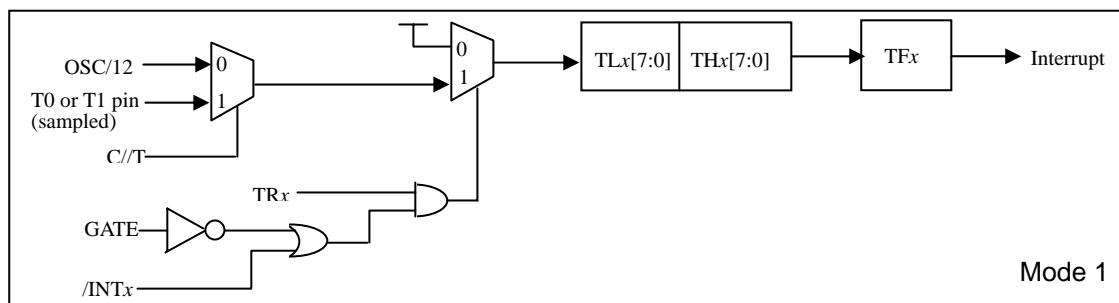 OSC/12
0
T0 or T1 pin
(sampled)
1
C//T
0
1
TLx[7:0]
THx[7:0]
TFx
Interrupt
TRx
GATE
/INTx
Mode 1